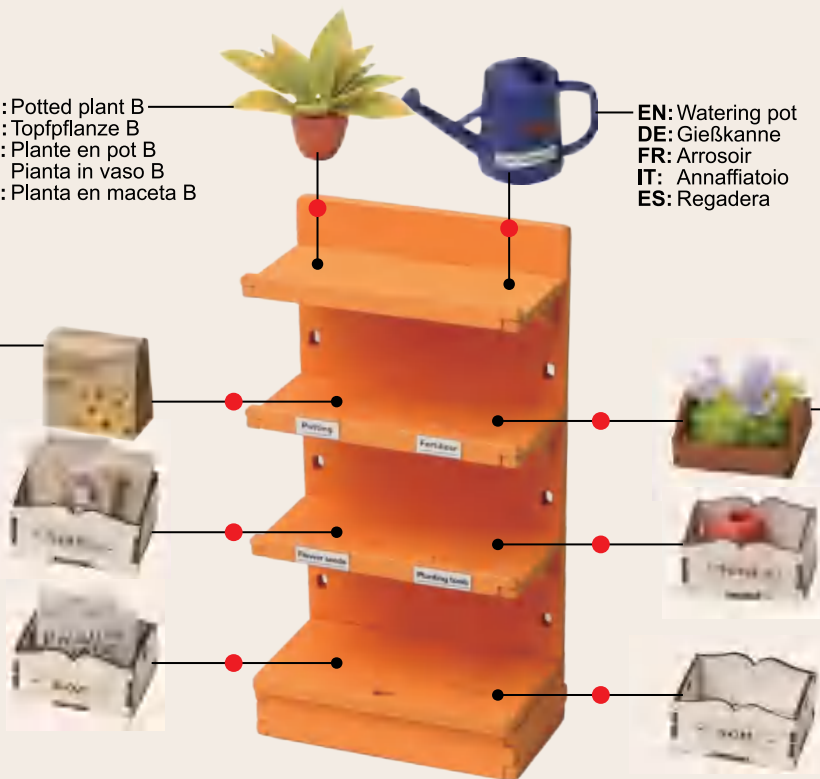 : Potted plant B
: Topfpflanze B
: Plante en pot B
Pianta in vaso B
: Planta en maceta B
EN: Watering pot
DE: Gießkanne
FR: Arrosoir
IT: Annaffiatoio
ES: Regadera
Potting
Fertilizer
Flower seeds
Planting tools